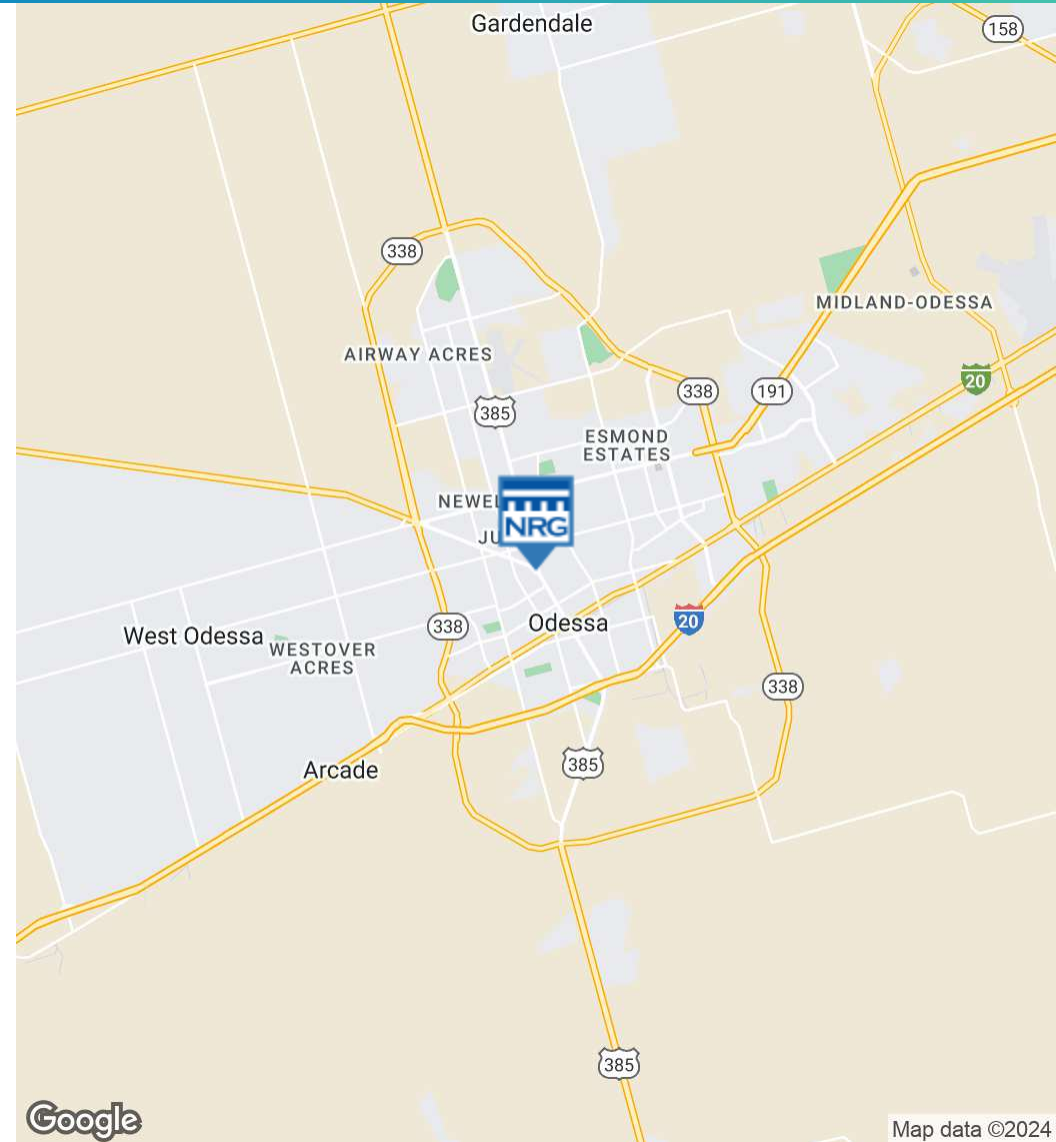 Gardendale
158
338
MIDLAND-ODESSA
AIRWAY ACRES
20
338
191
385
ESMOND
ESTATES
NRG
Odessa
20
338
West Odessa
WESTOVER
ACRES
338
385
Arcade
385
Google
Map data ©2024